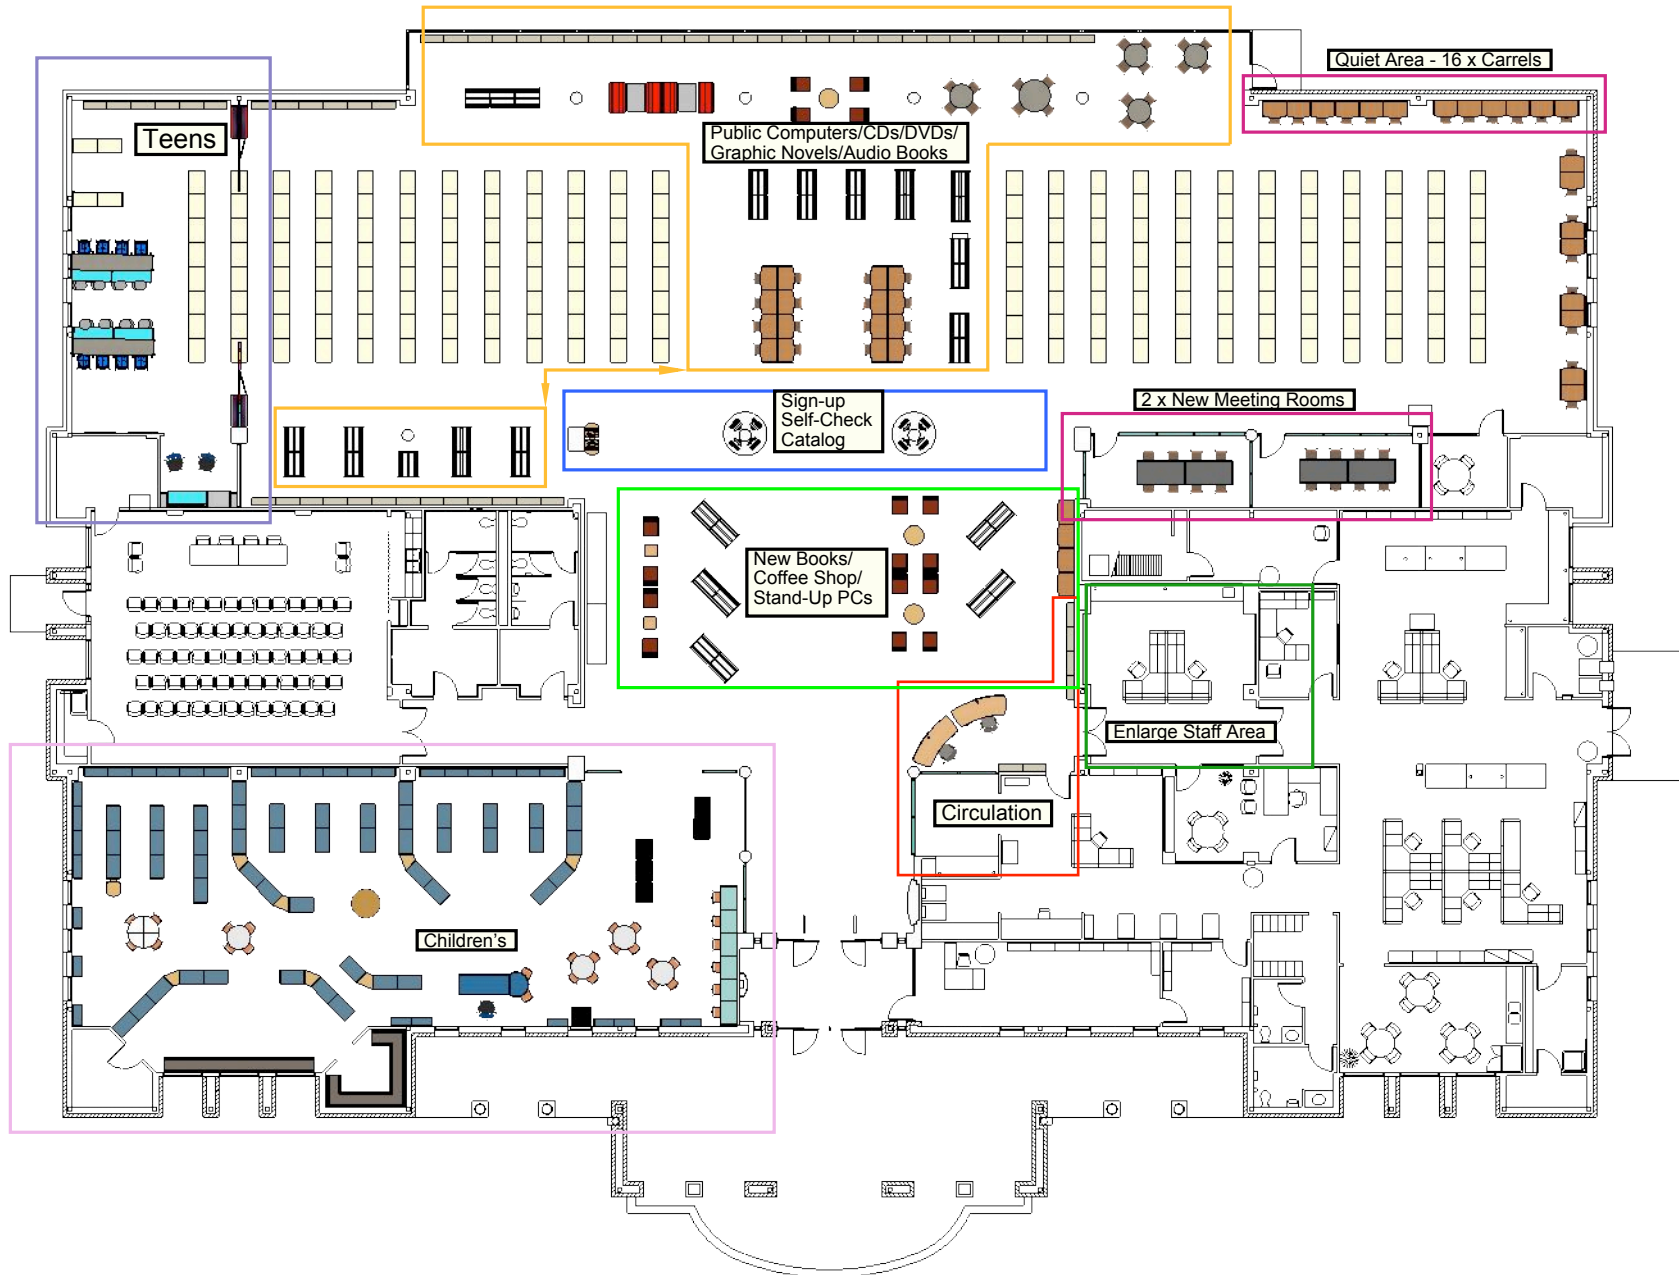 Quiet Area - 16 x Carrels
Teens
Public Computers/CDs/DVDs/
Graphic Novels/Audio Books
2 x New Meeting Rooms
Sign-up
Self-Check
Catalog
New Books/
Coffee Shop/
Stand-Up PCs
Enlarge Staff Area
Circulation
Children's